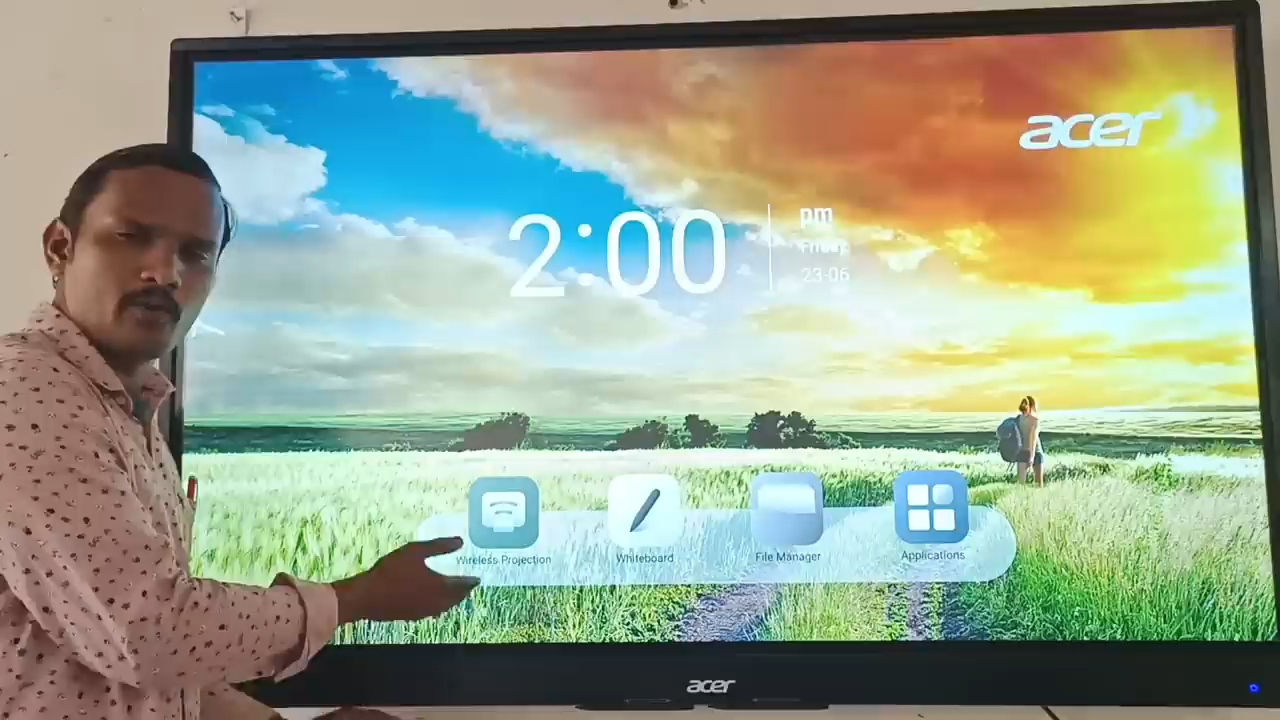 acer
2:00
pm
Friday
23-06
Wireless Projection
Whiteboard
File Manager
Applications
acer